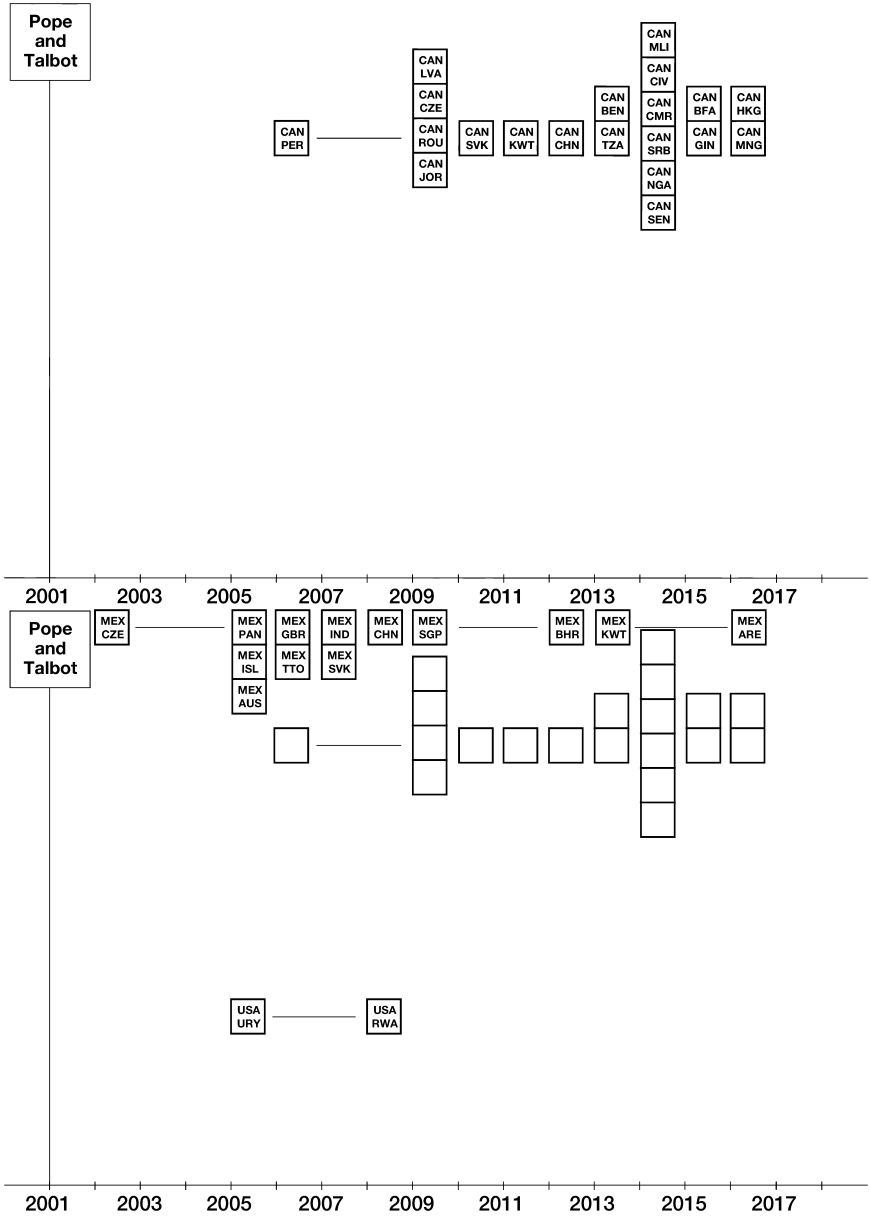 Pope
and
Talbot
CAN
PER
CAN
LVA
CAN
CZE
CAN
ROU
CAN
JOR
CAN
SVK
CAN
KWT
CAN
CHN
CAN
BEN
CAN
TZA
CAN
MLI
CAN
CIV
CAN
CMR
CAN
SRB
CAN
NGA
CAN
SEN
CAN
BFA
CAN
GIN
CAN
HKG
CAN
MNG
2001 2003 2005 2007 2009 2011 2013 2015 2017
Pope
and
Talbot
MEX
CZE
MEX
PAN
MEX
ISL
MEX
AUS
MEX
GBR
MEX
TTO
MEX
IND
MEX
SVK
MEX
CHN
MEX
SGP
MEX
BHR
MEX
KWT
MEX
ARE
USA
URY
USA
RWA
2001 2003 2005 2007 2009 2011 2013 2015 2017